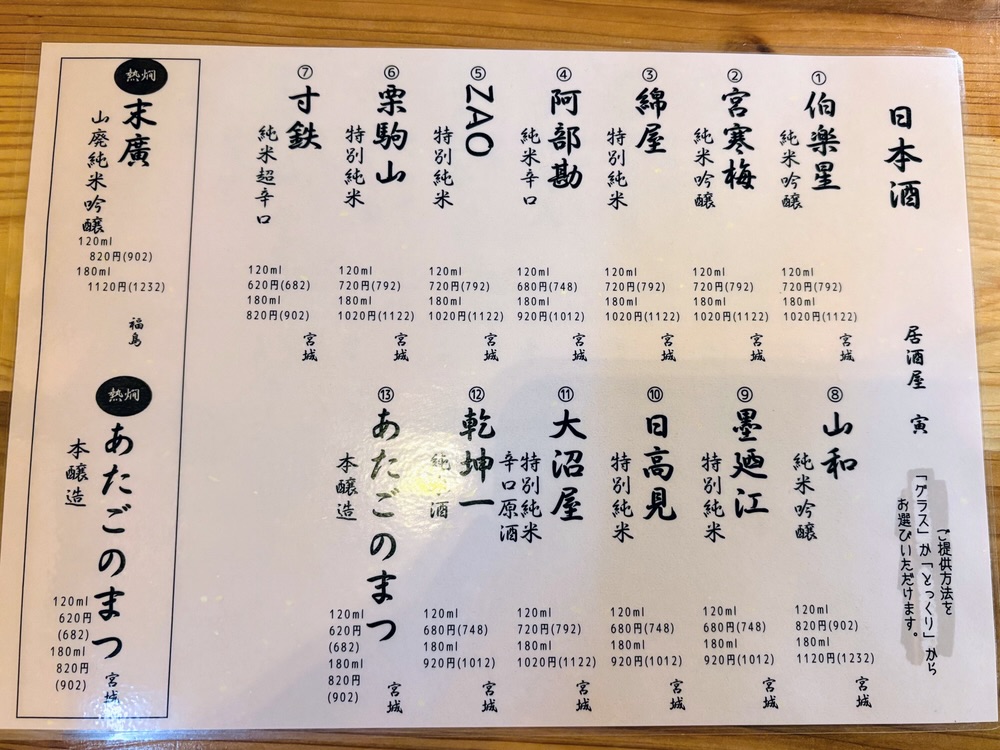 日本酒
居酒屋 寅
ご提供方法を
「グラス」か「とっくり」から
お選びいただけます。
①
伯楽星
純米吟醸
120ml
720円(792)
180ml
1020円(1122)
宮城
②
宮寒梅
純米吟醸
120ml
720円(792)
180ml
1020円(1122)
宮城
③
綿屋
特別純米
120ml
720円(792)
180ml
1020円(1122)
宮城
④
阿部勘
純米辛口
120ml
680円(748)
180ml
920円(1012)
宮城
⑤
ZAO
特別純米
120ml
720円(792)
180ml
1020円(1122)
宮城
⑥
栗駒山
特別純米
120ml
720円(792)
180ml
1020円(1122)
宮城
⑦
寸鉄
純米超辛口
120ml
620円(682)
180ml
820円(902)
宮城
⑧
山和
純米吟醸
120ml
820円(902)
180ml
1120円(1232)
宮城
⑨
墨廼江
特別純米
120ml
680円(748)
180ml
920円(1012)
宮城
⑩
日高見
特別純米
120ml
680円(748)
180ml
920円(1012)
宮城
⑪
大沼屋
特別純米
辛口原酒
120ml
720円(792)
180ml
1020円(1122)
宮城
⑫
乾坤一
純米酒
120ml
680円(748)
180ml
920円(1012)
宮城
⑬
あたごのまつ
本醸造
120ml
620円
(682)
180ml
820円
(902)
宮城
熱燗
末廣
山廃純米吟醸
120ml
820円(902)
180ml
1120円(1232)
福島
熱燗
あたごのまつ
本醸造
120ml
620円
(682)
180ml
820円
(902)
宮城